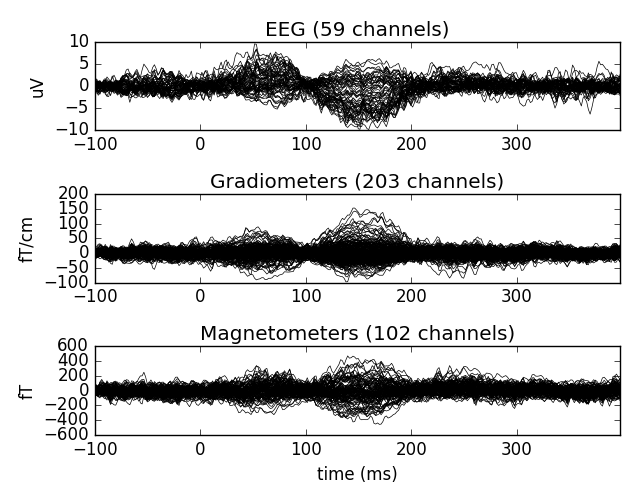 EEG (59 channels)
10
5
0
−5
−10
uV
−100 0 100 200 300
Gradiometers (203 channels)
200
150
100
50
0
−50
−100
fT/cm
−100 0 100 200 300
Magnetometers (102 channels)
600
400
200
0
−200
−400
−600
fT
−100 0 100 200 300
time (ms)